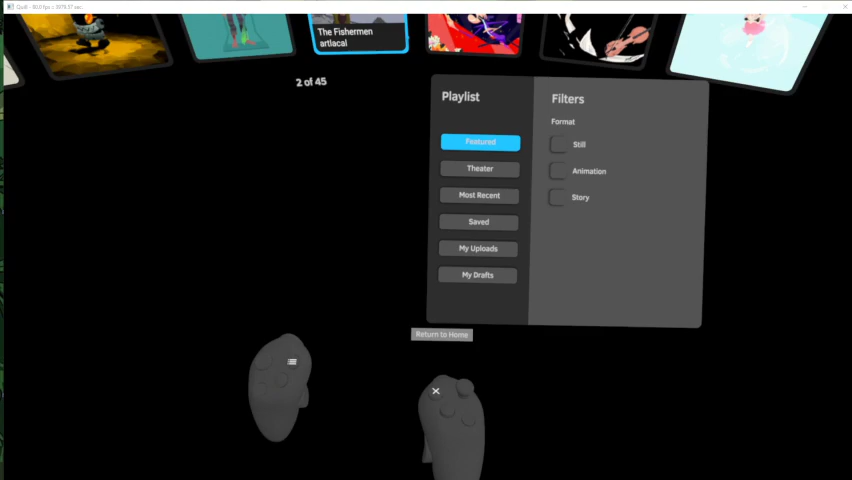 The Fishermen
artlacal
2 of 45
Playlist
Featured
Theater
Most Recent
Saved
My Uploads
My Drafts
Filters
Format
Still
Animation
Story
Return to Home